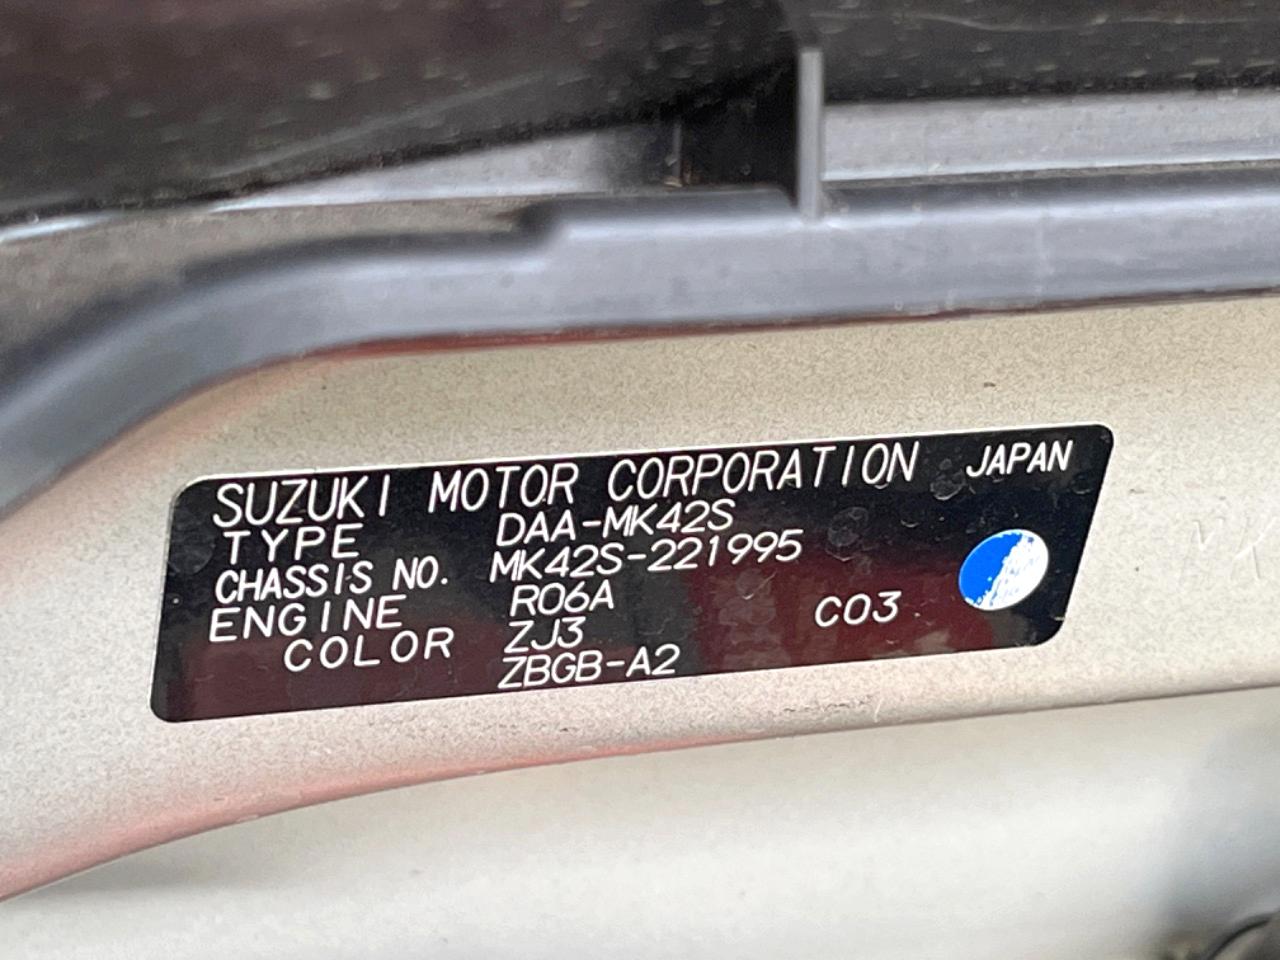 SUZUKI MOTOR CORPORATION JAPAN
TYPE DAA-MK42S
CHASSIS NO. MK42S-221995
ENGINE R06A
COLOR ZJ3 C03
ZBGB-A2